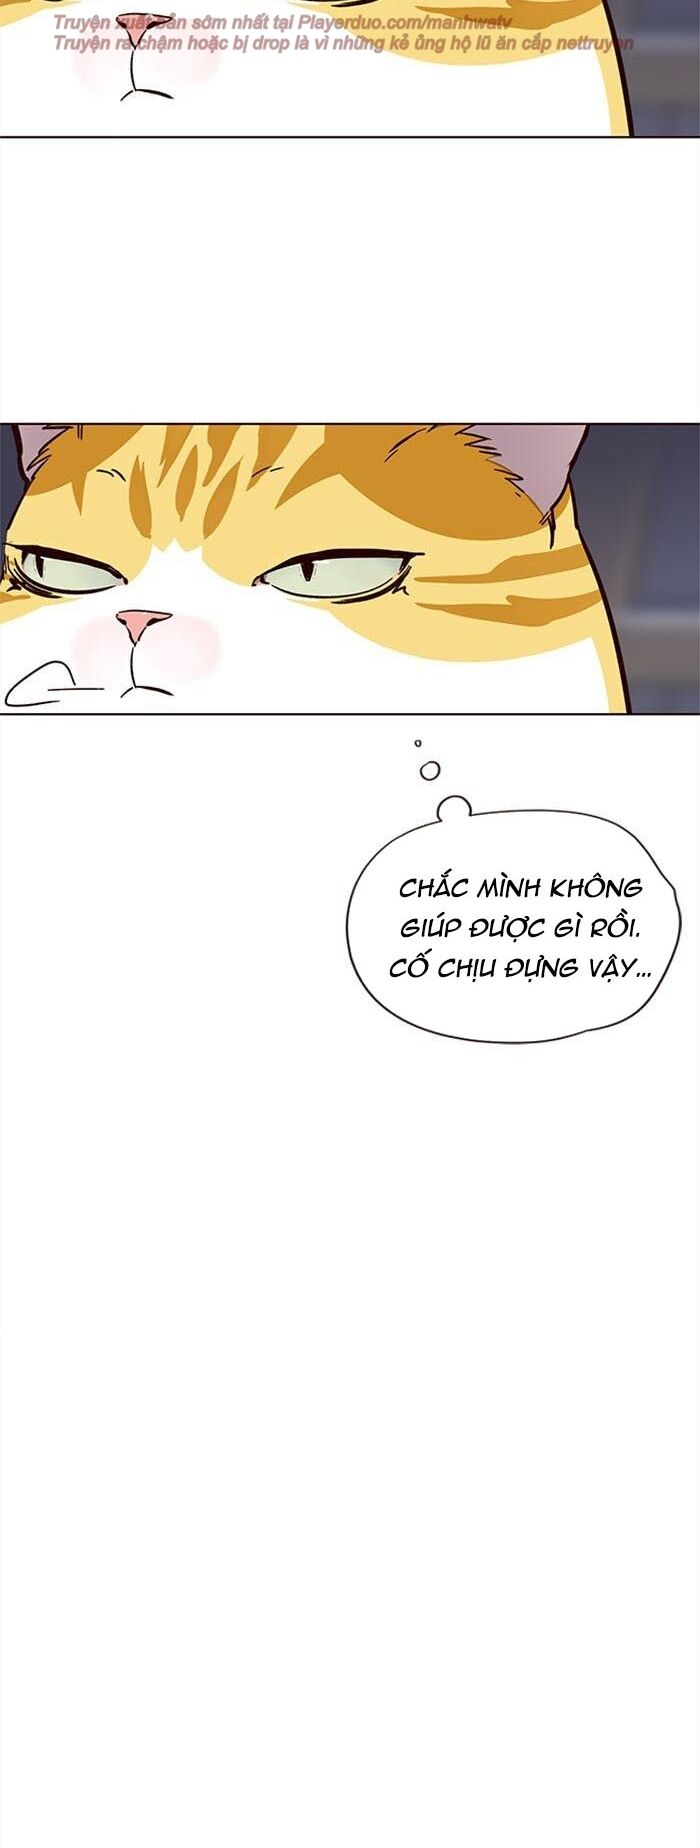 Truyện xuất bản sớm nhất tại Playerduo.com/manhwatv
Truyện ra chậm hoặc bị drop là vì những kẻ ủng hộ lũ ăn cắp nettruyen
CHẮC MÌNH KHÔNG
GIÚP ĐƯỢC GÌ RỒI.
CỐ CHỊU ĐỰNG VẬY...